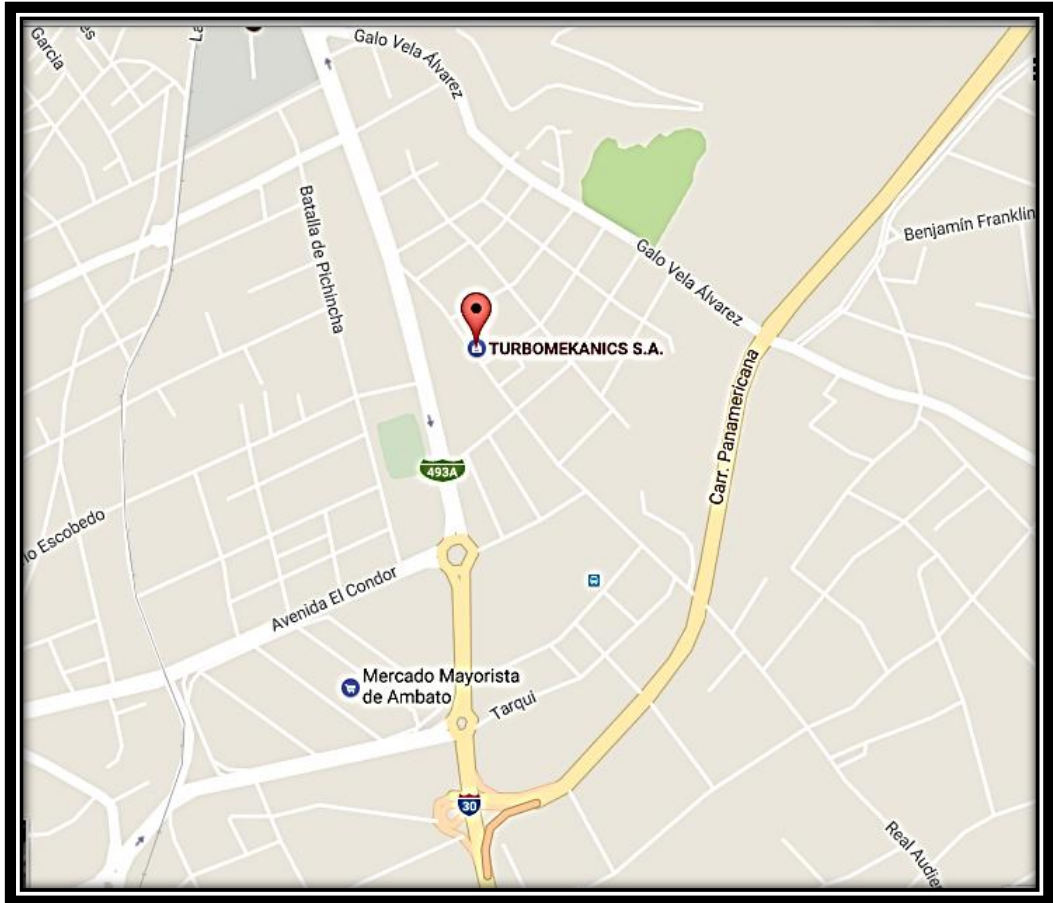 Garcia
Galo Vela Álvarez
Batalla de Pichincha
Benjamín Franklin
Galo Vela Álvarez
TURBOMEKANICS S.A.
Carr. Panamericana
493A
Escobedo
Avenida El Condor
Mercado Mayorista
de Ambato
Tarqui
30
Real